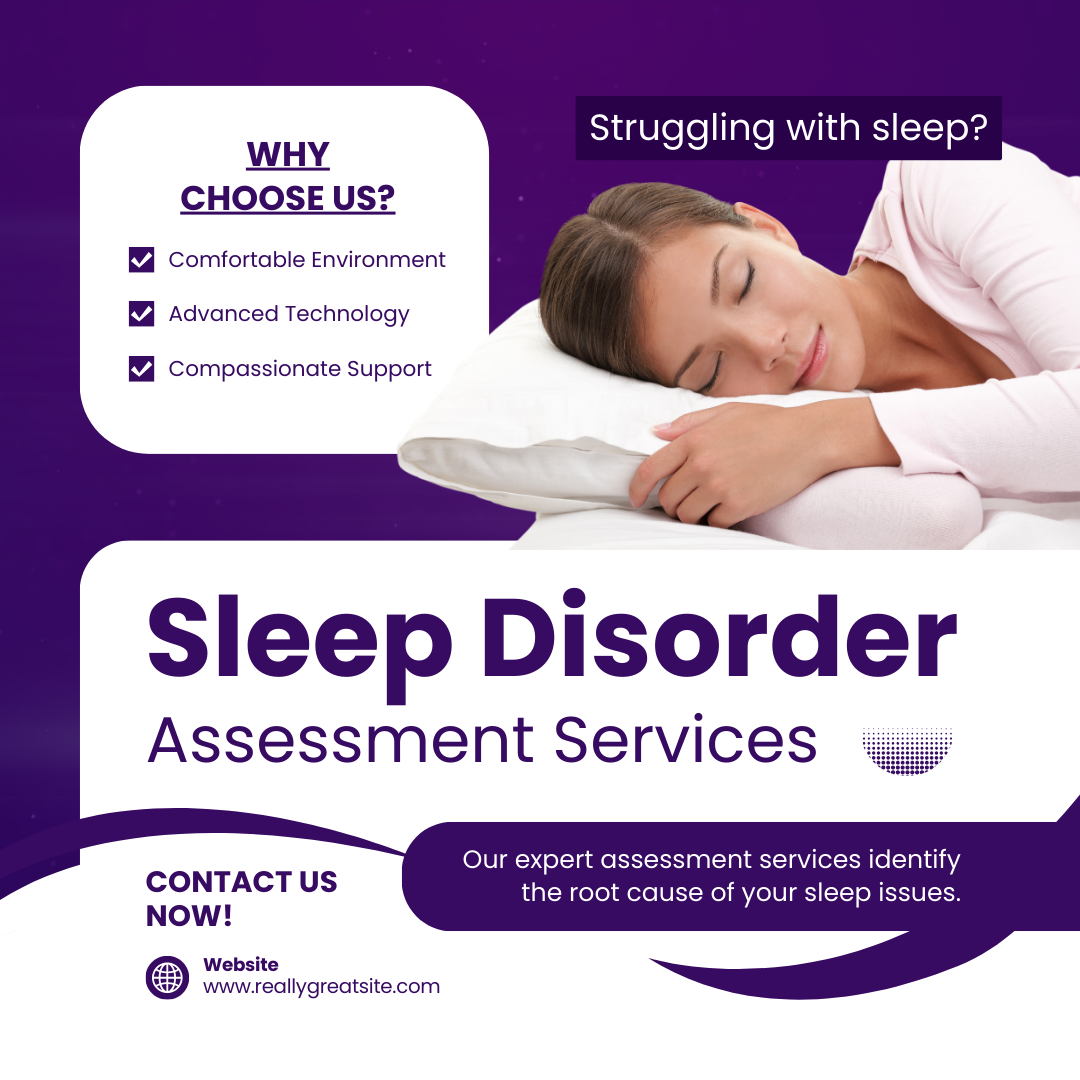 Struggling with sleep?
WHY
CHOOSE US?
Comfortable Environment
Advanced Technology
Compassionate Support
Sleep Disorder
Assessment Services
Our expert assessment services identify
the root cause of your sleep issues.
CONTACT US
NOW!
Website
www.reallygreatsite.com